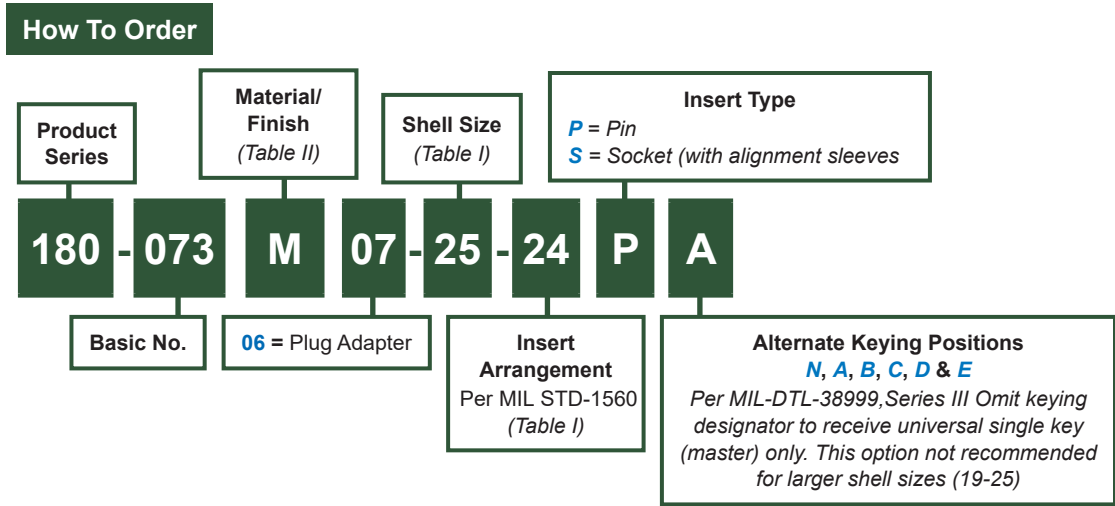 How To Order
Product
Series
Material/
Finish
(Table II)
Shell Size
(Table I)
Insert Type
P = Pin
S = Socket (with alignment sleeves
180 - 073 M 07 - 25 - 24 P A
Basic No.
06 = Plug Adapter
Insert
Arrangement
Per MIL STD-1560
(Table I)
Alternate Keying Positions
N, A, B, C, D & E
Per MIL-DTL-38999,Series III Omit keying
designator to receive universal single key
(master) only. This option not recommended
for larger shell sizes (19-25)